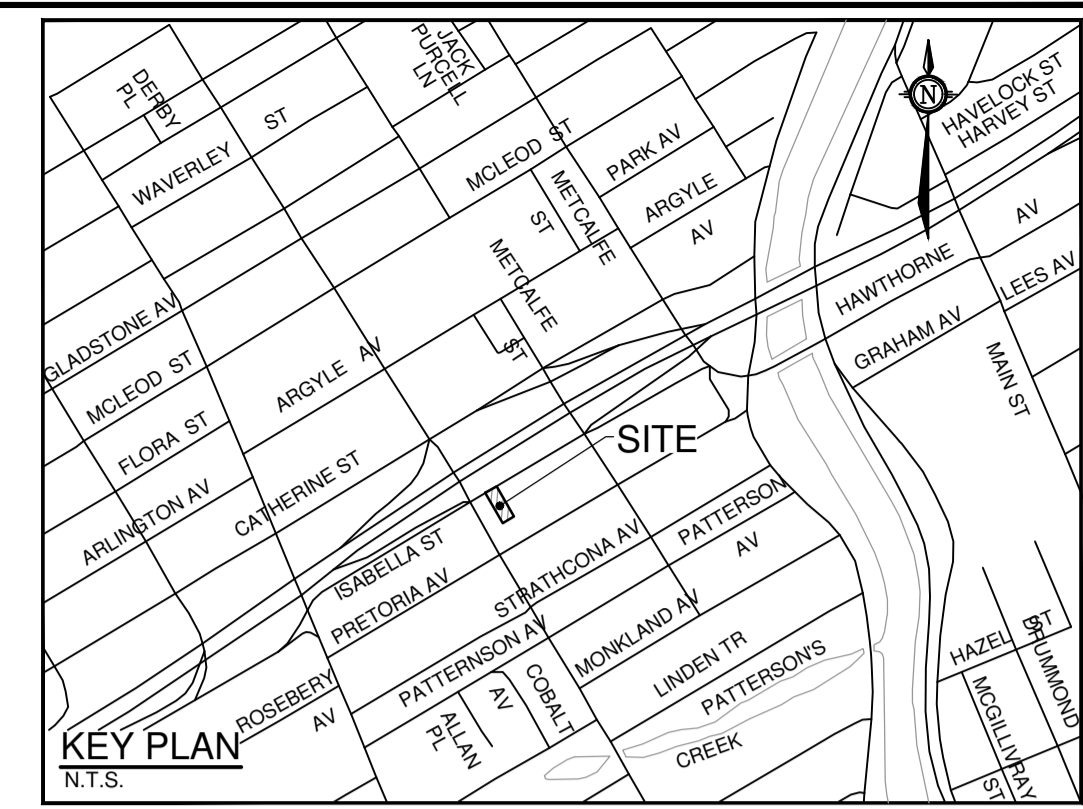 JACK
PURCELL
LN
DERBY
PL
ST
WAVERLEY
HAVELOCK ST
HARVEY ST
N
MCLEOD ST
PARK AV
METCALFE
ST
ARGYLE
AV
AV
METCALFE
ST
HAWTHORNE
LEES AV
GRAHAM AV
GLADSTONE AV
MCLEOD ST
ARGYLE AV
MAIN ST
FLORA ST
SITE
CATHERINE ST
ARLINGTON AV
PATTERSON
AV
ISABELLA ST
STRATHCONA AV
PRETORIA AV
MONKLAND AV
PATTERNSON AV
LINDEN TR
PATTERSON'S
CREEK
COBALT
AV
ALLAN
PL
ROSEBERY
AV
HAZEL ST
DRUMMOND
ST
MCGILLIVRAY
ST
KEY PLAN
N.T.S.